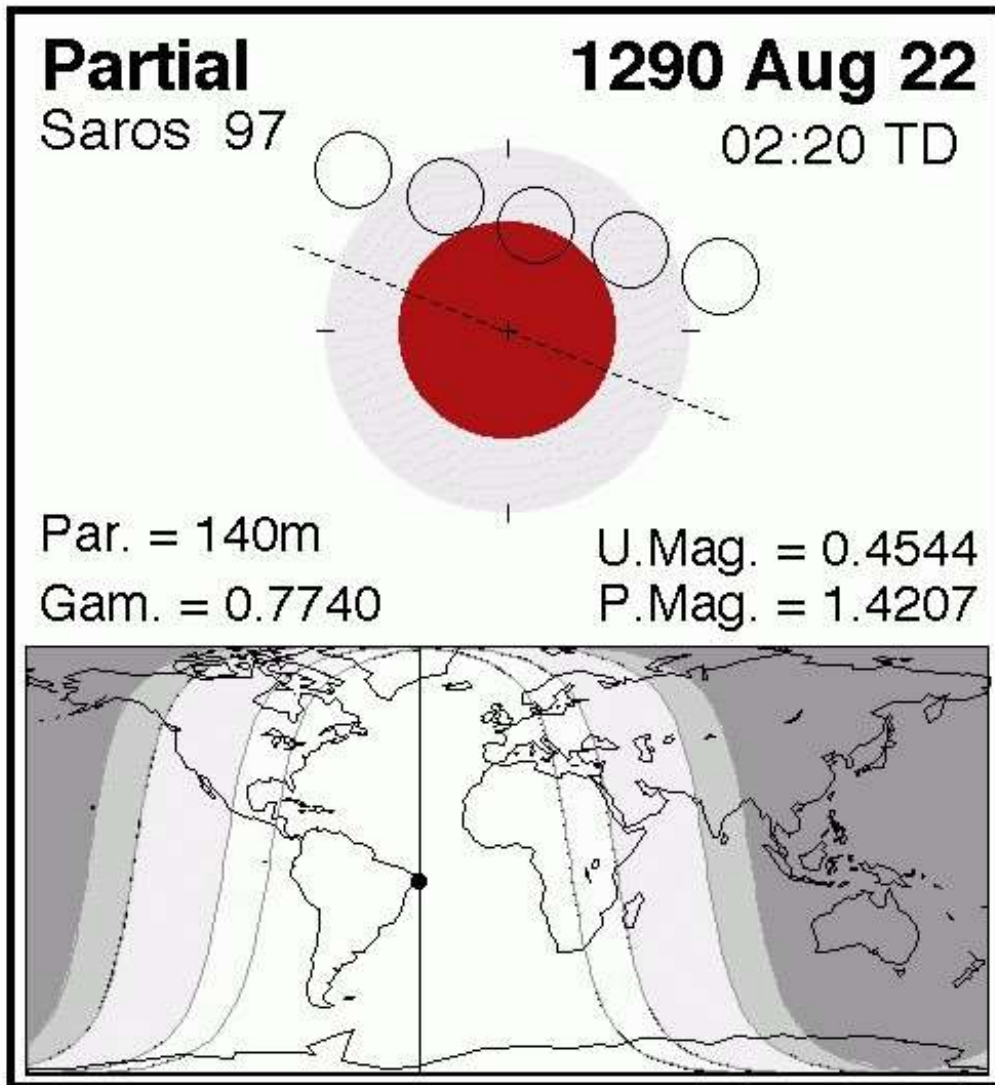 Partial 1290 Aug 22
Saros 97 02:20 TD
Par. = 140m U.Mag. = 0.4544
Gam. = 0.7740 P.Mag. = 1.4207